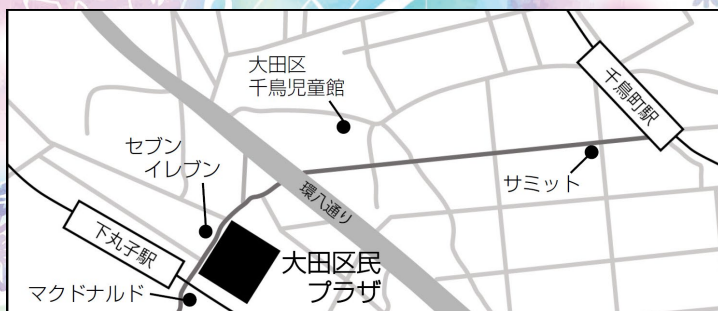 大田区
千鳥児童館
千鳥町駅
セブン
イレブン
サミット
環八通り
下丸子駅
大田区民
プラザ
マクドナルド